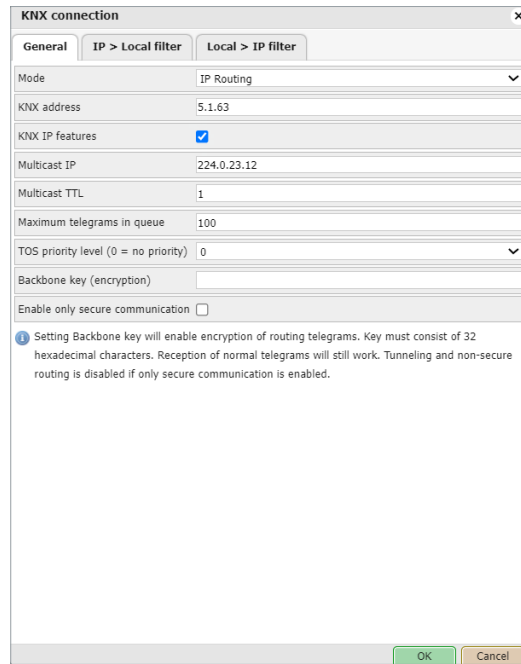 KNX connection
General
IP > Local filter
Local > IP filter
Mode
IP Routing
KNX address
5.1.63
KNX IP features
Multicast IP
224.0.23.12
Multicast TTL
1
Maximum telegrams in queue
100
TOS priority level (0 = no priority)
0
Backbone key (encryption)
Enable only secure communication
Setting Backbone key will enable encryption of routing telegrams. Key must consist of 32
hexadecimal characters. Reception of normal telegrams will still work. Tunneling and non-secure
routing is disabled if only secure communication is enabled.
OK
Cancel